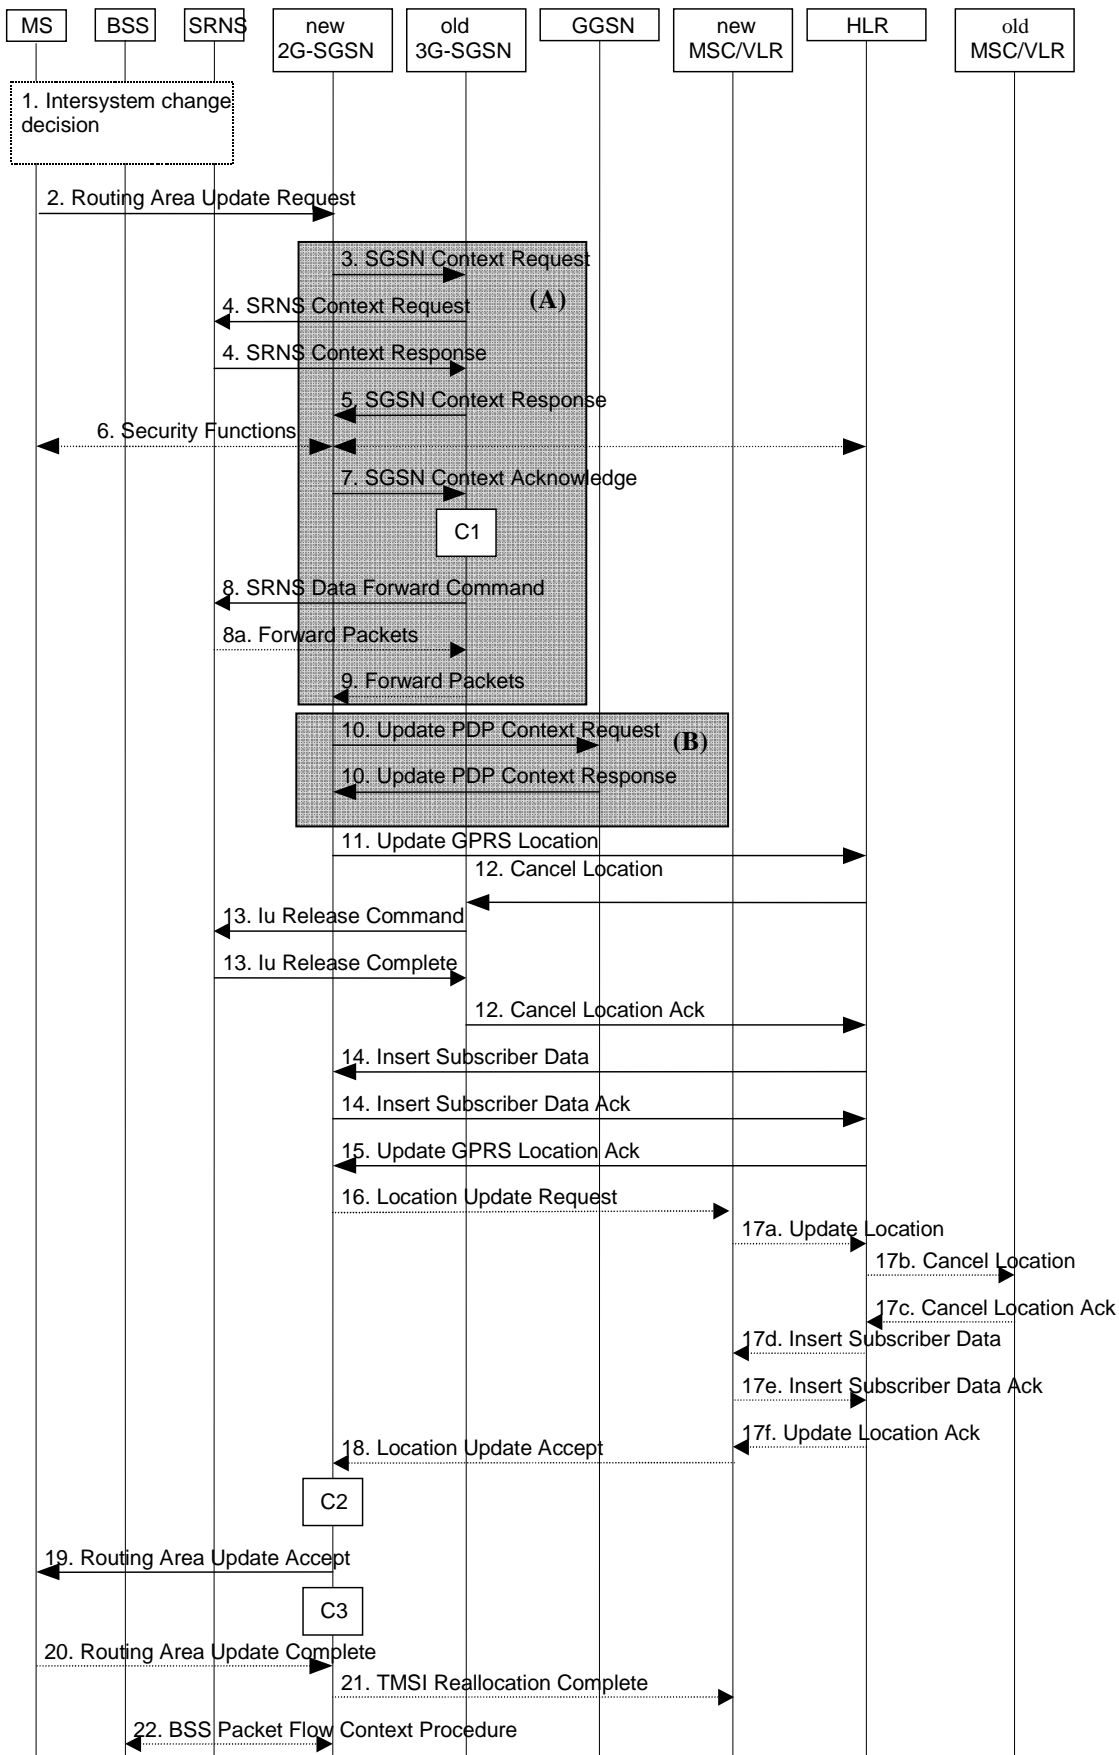 MS
BSS
SRNS
new
2G-SGSN
old
3G-SGSN
GGSN
new
MSC/VLR
HLR
old
MSC/VLR
1. Intersystem change
decision
2. Routing Area Update Request
3. SGSN Context Request
(A)
4. SRNS Context Request
4. SRNS Context Response
5. SGSN Context Response
6. Security Functions
7. SGSN Context Acknowledge
C1
8. SRNS Data Forward Command
8a. Forward Packets
9. Forward Packets
10. Update PDP Context Request
(B)
10. Update PDP Context Response
11. Update GPRS Location
12. Cancel Location
13. Iu Release Command
13. Iu Release Complete
12. Cancel Location Ack
14. Insert Subscriber Data
14. Insert Subscriber Data Ack
15. Update GPRS Location Ack
16. Location Update Request
17a. Update Location
17b. Cancel Location
17c. Cancel Location Ack
17d. Insert Subscriber Data
17e. Insert Subscriber Data Ack
17f. Update Location Ack
18. Location Update Accept
C2
19. Routing Area Update Accept
C3
20. Routing Area Update Complete
21. TMSI Reallocation Complete
22. BSS Packet Flow Context Procedure